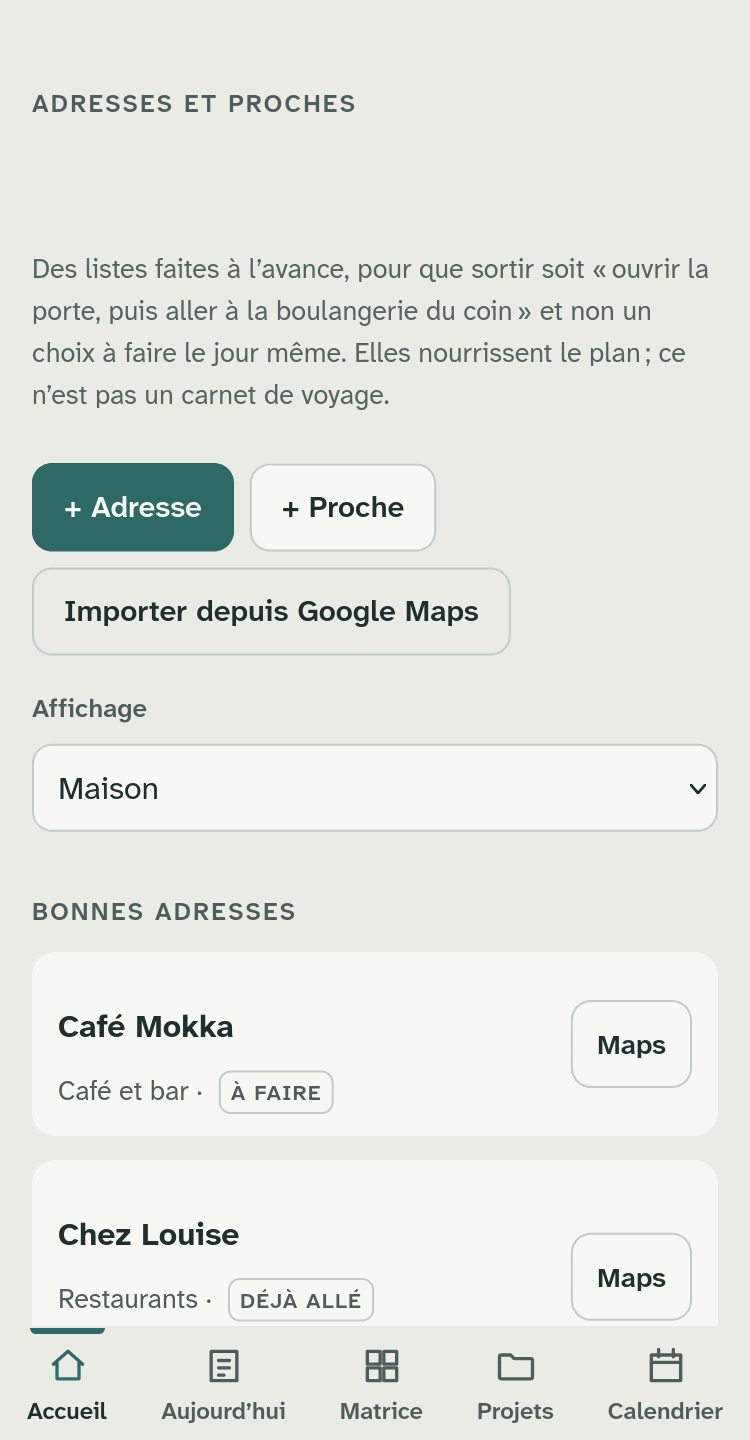 ADRESSES ET PROCHES
Des listes faites à l’avance, pour que sortir soit « ouvrir la
porte, puis aller à la boulangerie du coin » et non un
choix à faire le jour même. Elles nourrissent le plan ; ce
n’est pas un carnet de voyage.
+ Adresse
+ Proche
Importer depuis Google Maps
Affichage
Maison
BONNES ADRESSES
Café Mokka
Maps
Café et bar · À FAIRE
Chez Louise
Maps
Restaurants · DÉJÀ ALLÉ
Accueil
Aujourd’hui
Matrice
Projets
Calendrier